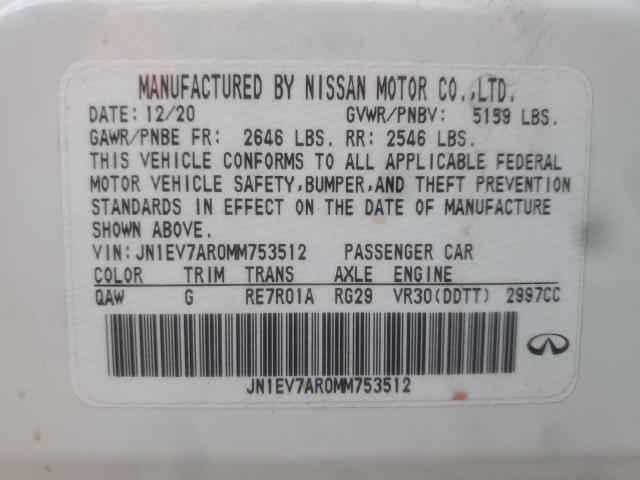 MANUFACTURED BY NISSAN MOTOR CO.,LTD.
DATE: 12/20 GVWR/PNBV: 5159 LBS.
GAWR/PNBE FR: 2646 LBS. RR: 2546 LBS.
THIS VEHICLE CONFORMS TO ALL APPLICABLE FEDERAL
MOTOR VEHICLE SAFETY,BUMPER,AND THEFT PREVENTION
STANDARDS IN EFFECT ON THE DATE OF MANUFACTURE
SHOWN ABOVE.
VIN:JN1EV7AR0MM753512 PASSENGER CAR
COLOR TRIM TRANS AXLE ENGINE
QAW G RE7R01A RG29 VR30(DDTT) 2997CC
JN1EV7AR0MM753512